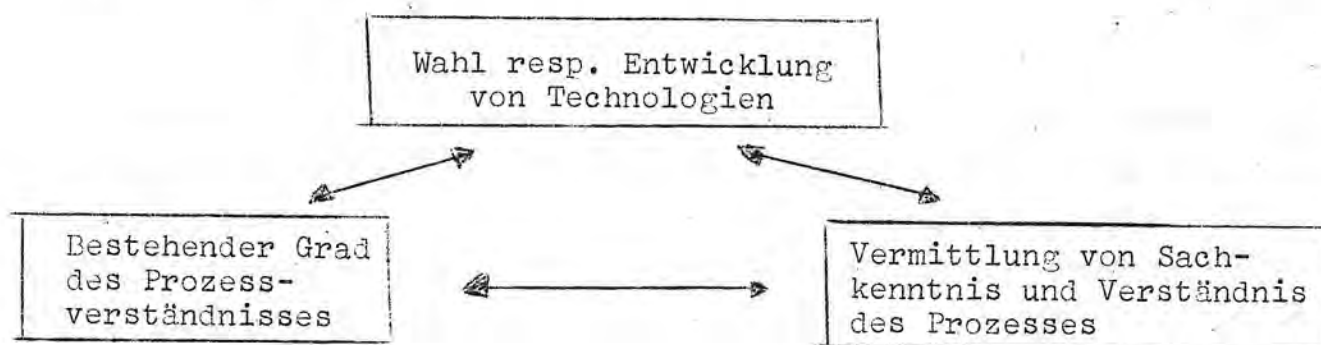 Wahl resp. Entwicklung
von Technologien
Bestehender Grad
des Prozess-
verständnisses
Vermittlung von Sach-
kenntnis und Verständnis
des Prozesses